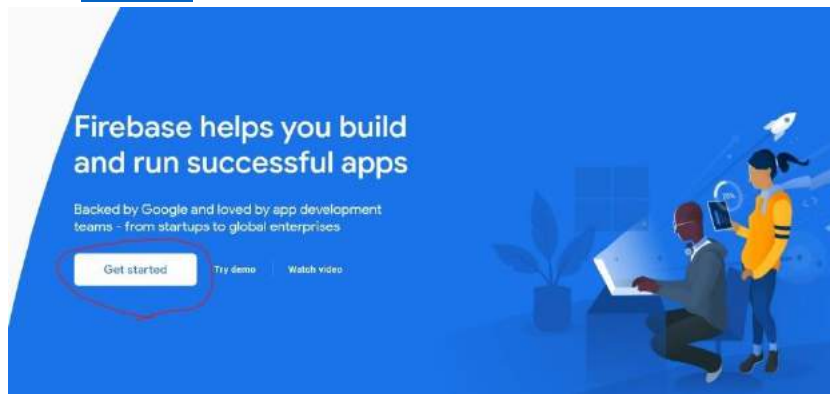 Firebase helps you build
and run successful apps
Backed by Google and loved by app development
teams - from startups to global enterprises
Get started Try demo Watch video